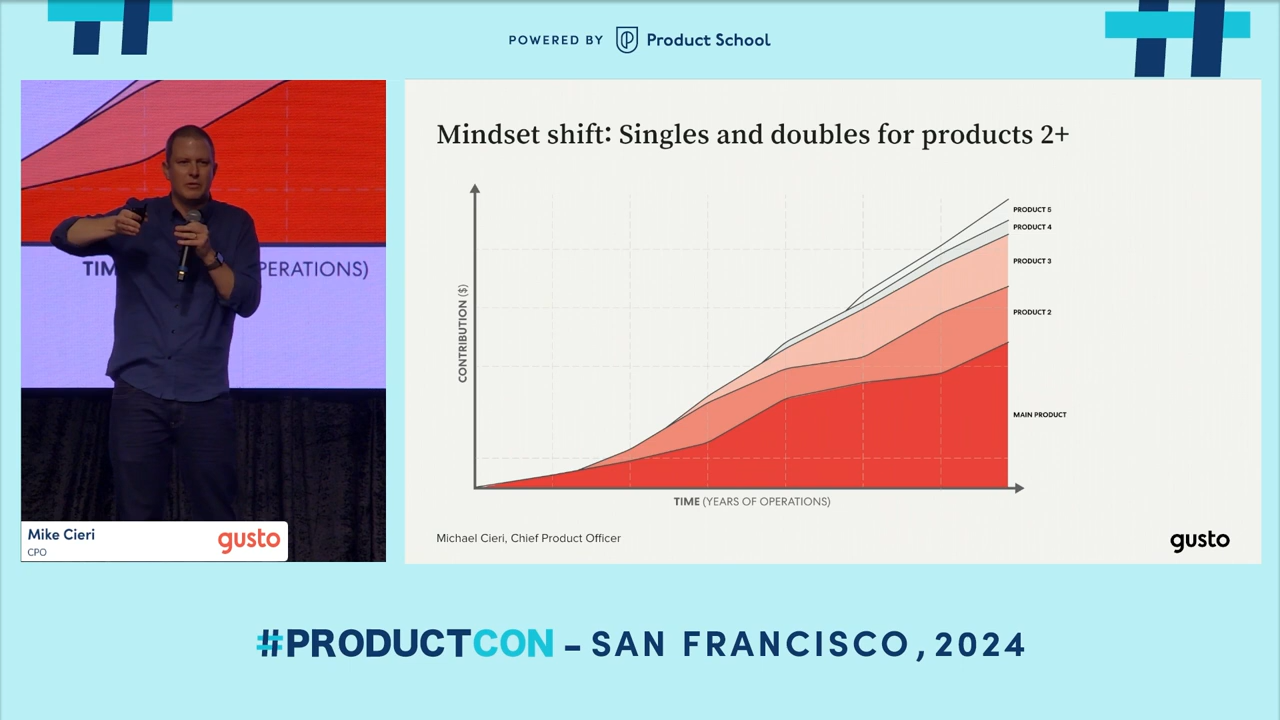 POWERED BY Product School
TIM PERATIONS)
Mike Cieri
CPO
gusto
Mindset shift: Singles and doubles for products 2+
PRODUCT 5
PRODUCT 4
PRODUCT 3
PRODUCT 2
MAIN PRODUCT
CONTRIBUTION ($)
TIME (YEARS OF OPERATIONS)
Michael Cieri, Chief Product Officer
gusto
#PRODUCTCON – SAN FRANCISCO, 2024